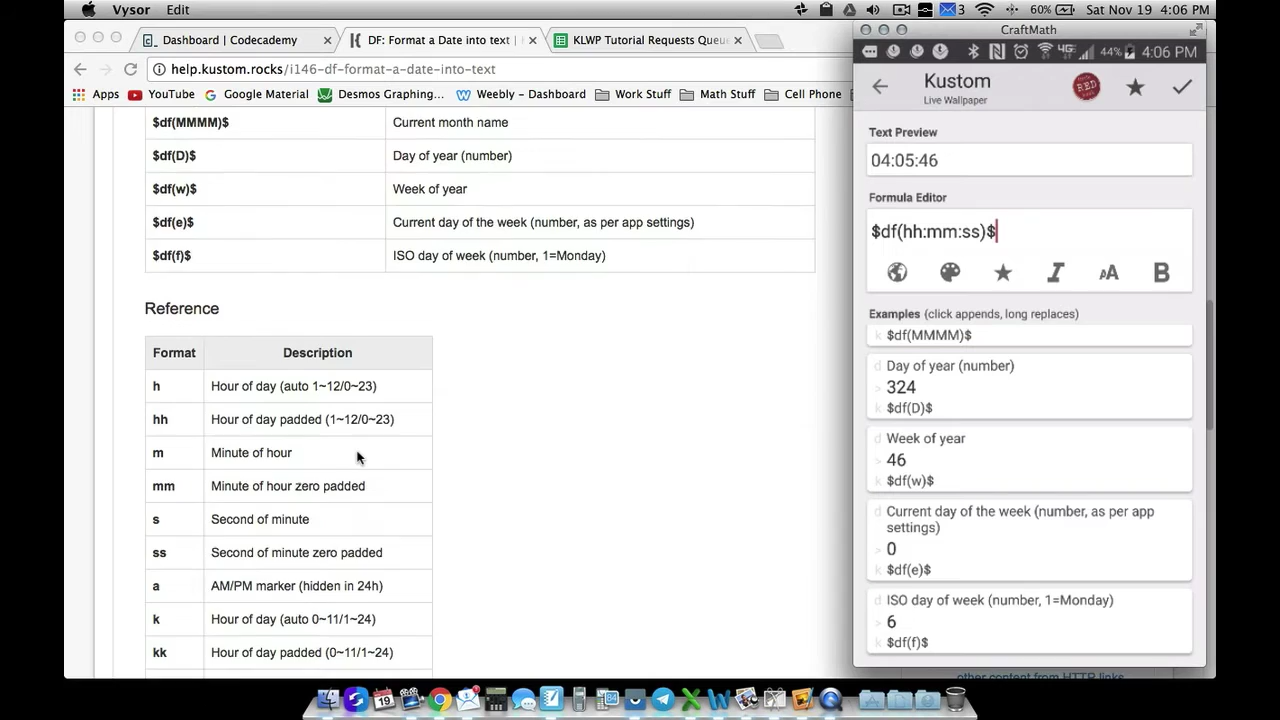 Vysor Edit
3 60% Sat Nov 19 4:06 PM
Dashboard | Codecademy
DF: Format a Date into text |
KLWP Tutorial Requests Queue
help.kustom.rocks/i146-df-format-a-date-into-text
Apps YouTube Google Material Desmos Graphing... Weebly - Dashboard Work Stuff Math Stuff Cell Phone
$df(MMMM)$ Current month name
$df(D)$ Day of year (number)
$df(w)$ Week of year
$df(e)$ Current day of the week (number, as per app settings)
$df(f)$ ISO day of week (number, 1=Monday)
Reference
Format Description
h Hour of day (auto 1~12/0~23)
hh Hour of day padded (1~12/0~23)
m Minute of hour
mm Minute of hour zero padded
s Second of minute
ss Second of minute zero padded
a AM/PM marker (hidden in 24h)
k Hour of day (auto 0~11/1~24)
kk Hour of day padded (0~11/1~24)
CraftMath
4G 44% 4:06 PM
Kustom
Live Wallpaper
RED
Text Preview
04:05:46
Formula Editor
$df(hh:mm:ss)$
Examples (click appends, long replaces)
k $df(MMMM)$
d Day of year (number)
> 324
k $df(D)$
d Week of year
> 46
k $df(w)$
d Current day of the week (number, as per app
settings)
> 0
k $df(e)$
d ISO day of week (number, 1=Monday)
> 6
k $df(f)$
other content from HTTP links
19